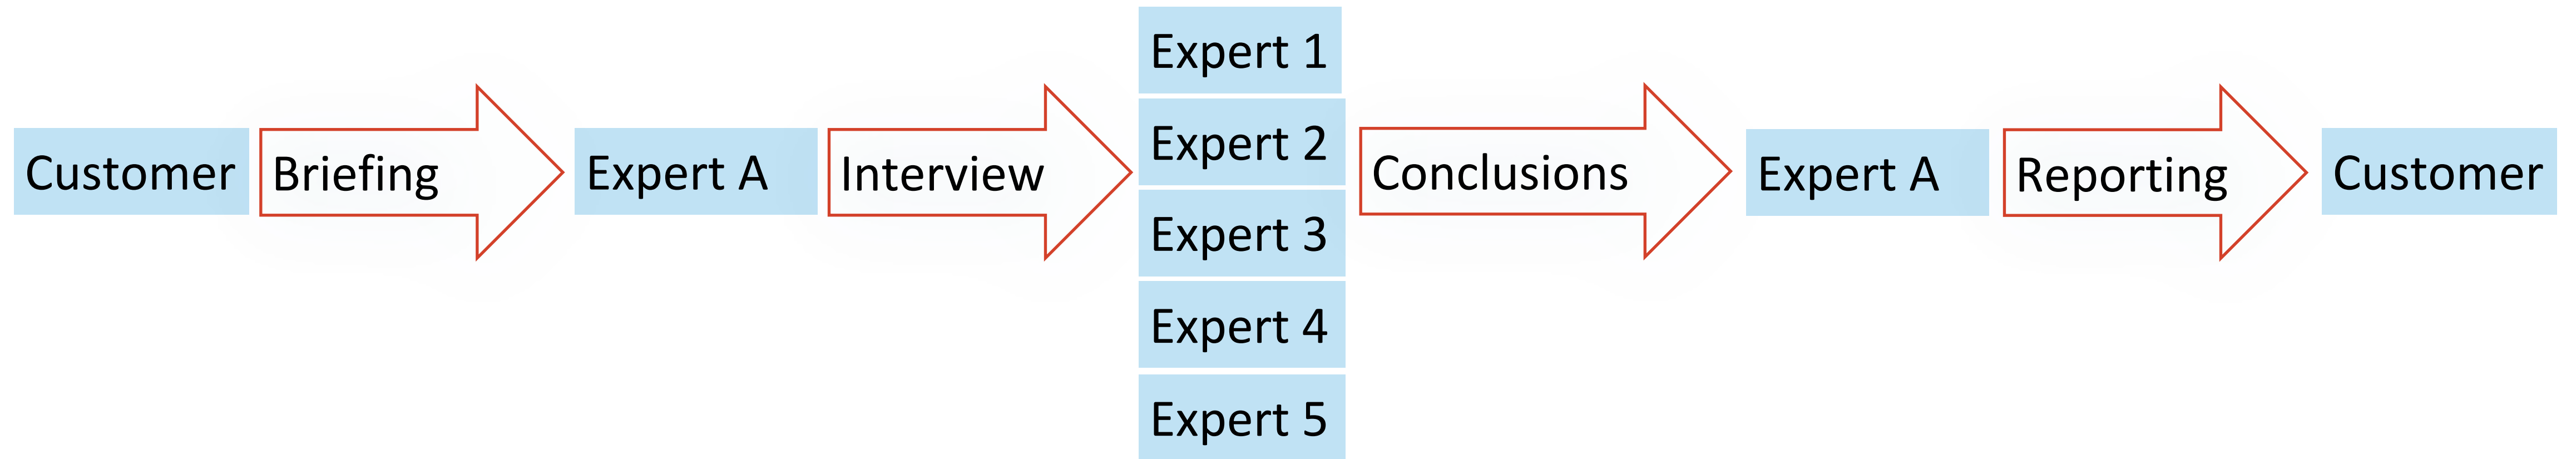 Customer
Briefing
Expert A
Interview
Expert 1
Expert 2
Expert 3
Expert 4
Expert 5
Conclusions
Expert A
Reporting
Customer